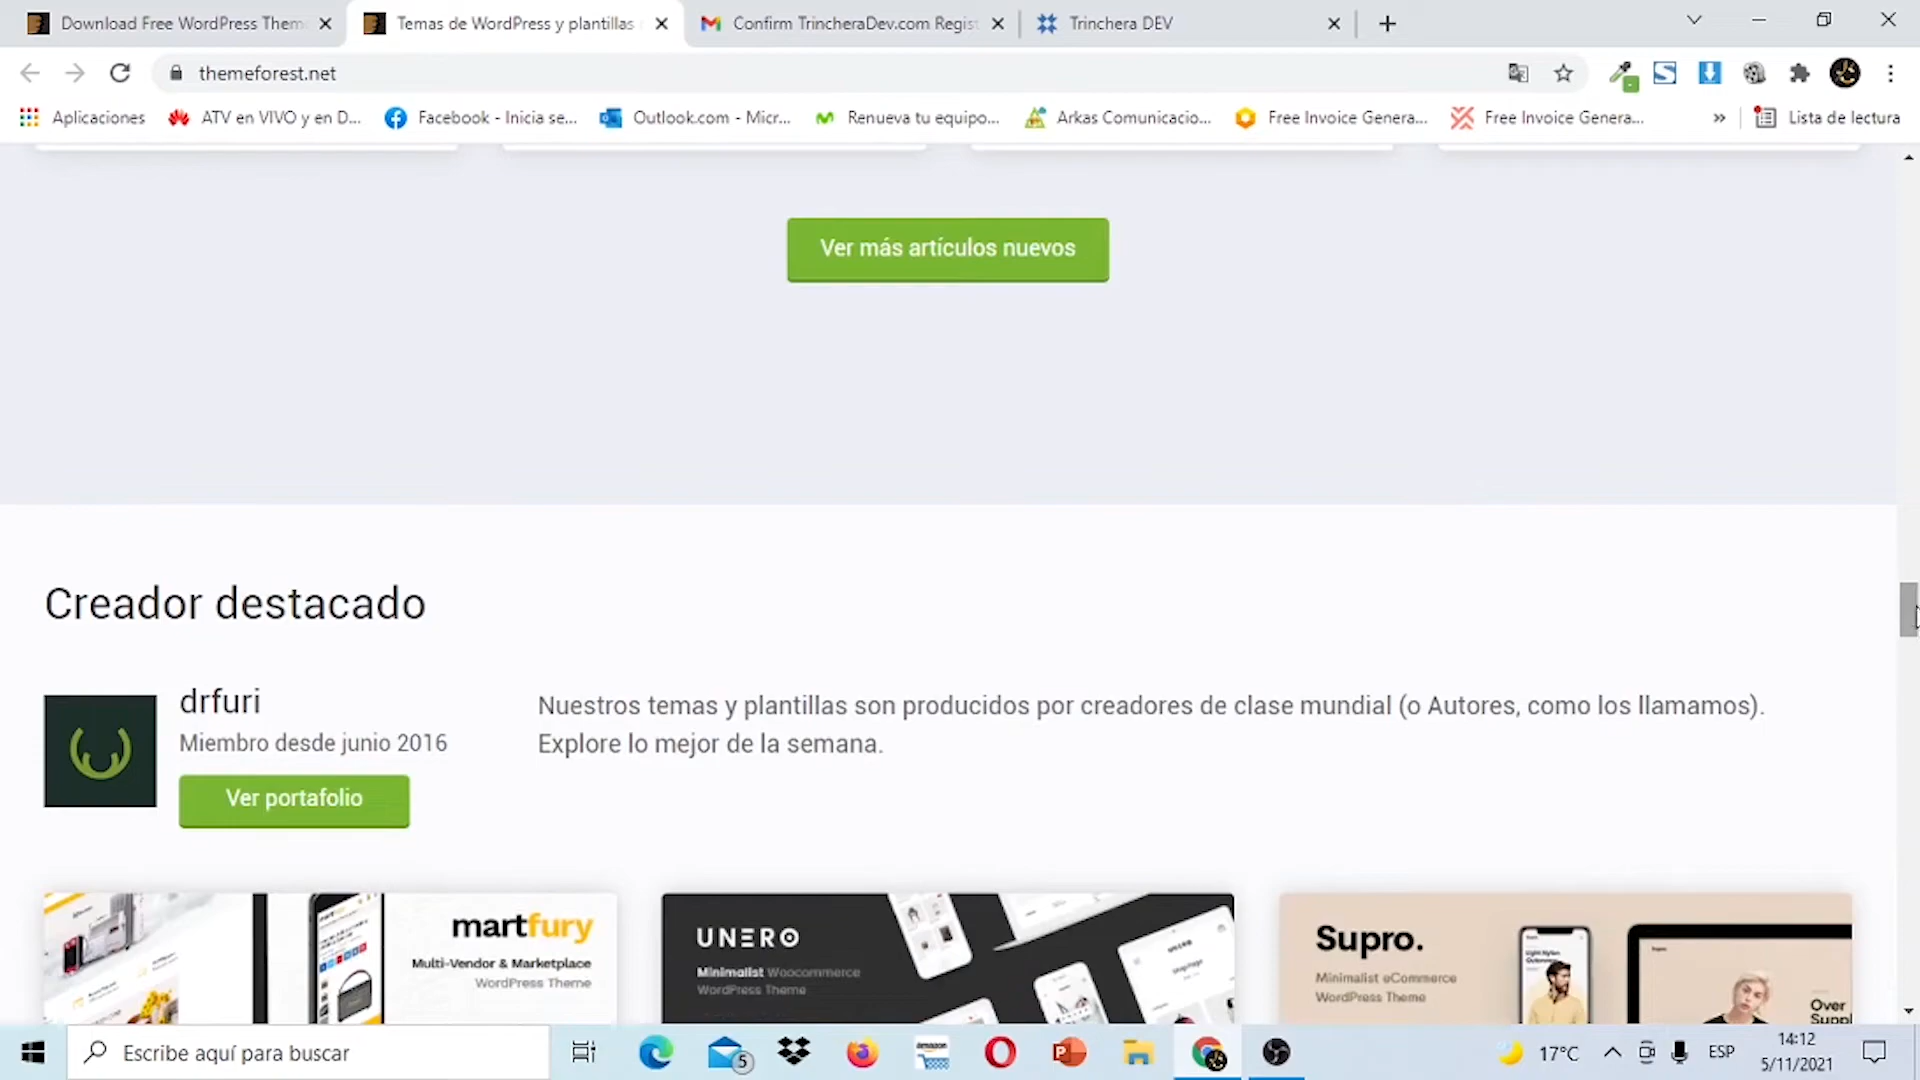 Download Free WordPress Them
Temas de WordPress y plantillas
Confirm TrincheraDev.com Regist
Trinchera DEV
themeforest.net
Aplicaciones
ATV en VIVO y en D...
Facebook - Inicia se...
Outlook.com - Micr...
Renueva tu equipo...
Arkas Comunicacio...
Free Invoice Genera...
Free Invoice Genera...
»
Lista de lectura
Ver más artículos nuevos
Creador destacado
drfuri
Miembro desde junio 2016
Ver portafolio
Nuestros temas y plantillas son producidos por creadores de clase mundial (o Autores, como los llamamos).
Explore lo mejor de la semana.
martfury
Multi-Vendor & Marketplace
WordPress Theme
UNERO
Minimalist Woocommerce
WordPress Theme
Supro.
Minimalist eCommerce
WordPress Theme
Over
Suppl
Escribe aquí para buscar
5
amazon
17°C
ESP
14:12
5/11/2021